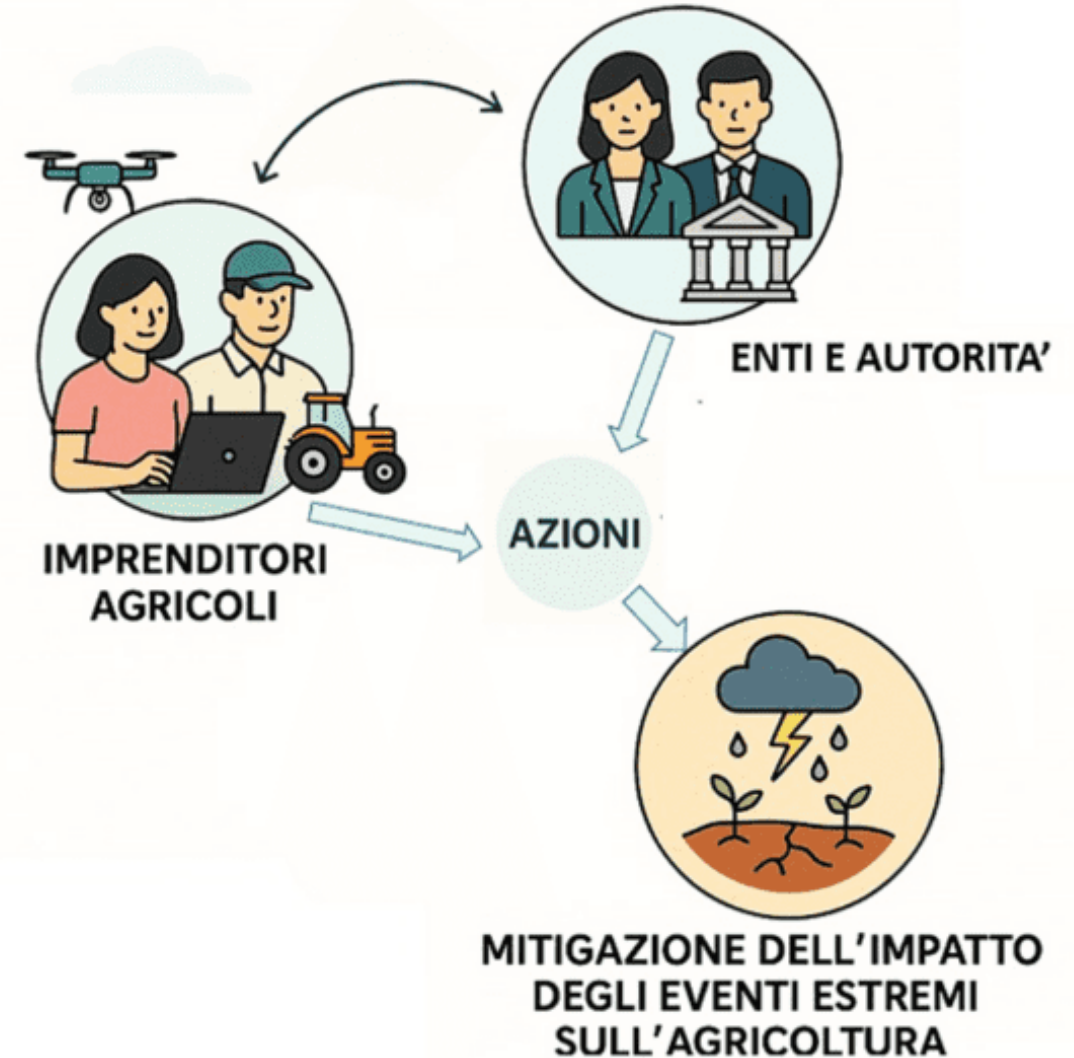 ENTI E AUTORITA'
AZIONI
IMPRENDITORI
AGRICOLI
MITIGAZIONE DELL'IMPATTO
DEGLI EVENTI ESTREMI
SULL'AGRICOLTURA